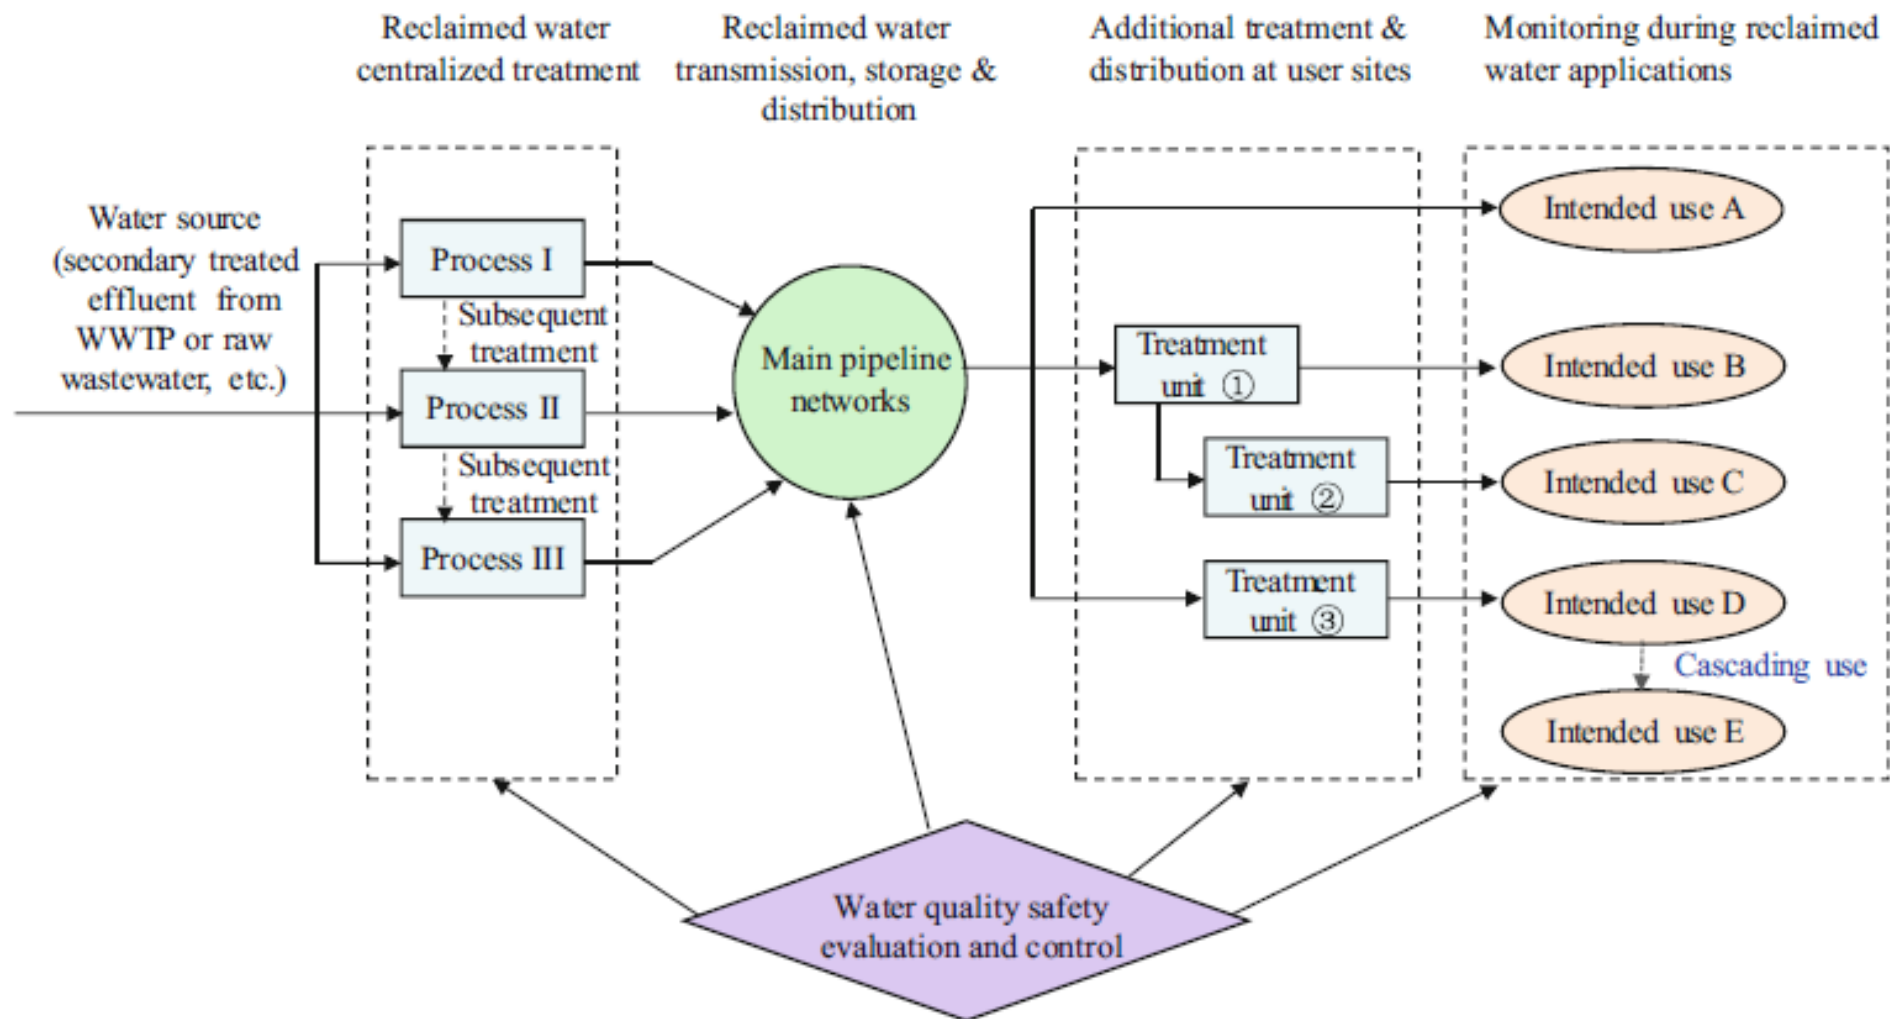 Reclaimed water
centralized treatment
Reclaimed water
transmission, storage &
distribution
Additional treatment &
distribution at user sites
Monitoring during reclaimed
water applications
Water source
(secondary treated
effluent from
WWTP or raw
wastewater, etc.)
Process I
Subsequent
treatment
Process II
Subsequent
treatment
Process III
Main pipeline
networks
Treatment
unit ①
Treatment
unit ②
Treatment
unit ③
Intended use A
Intended use B
Intended use C
Intended use D
Cascading use
Intended use E
Water quality safety
evaluation and control